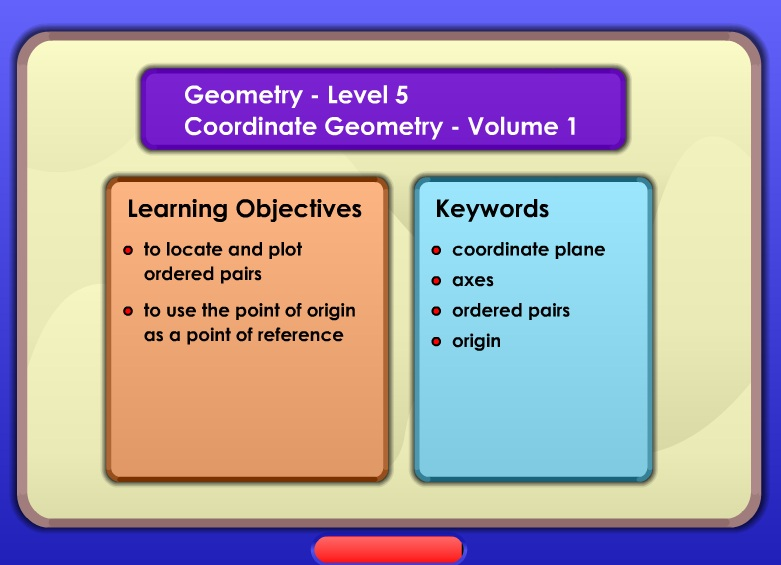 Geometry - Level 5
Coordinate Geometry - Volume 1
Learning Objectives
to locate and plot
ordered pairs
to use the point of origin
as a point of reference
Keywords
coordinate plane
axes
ordered pairs
origin